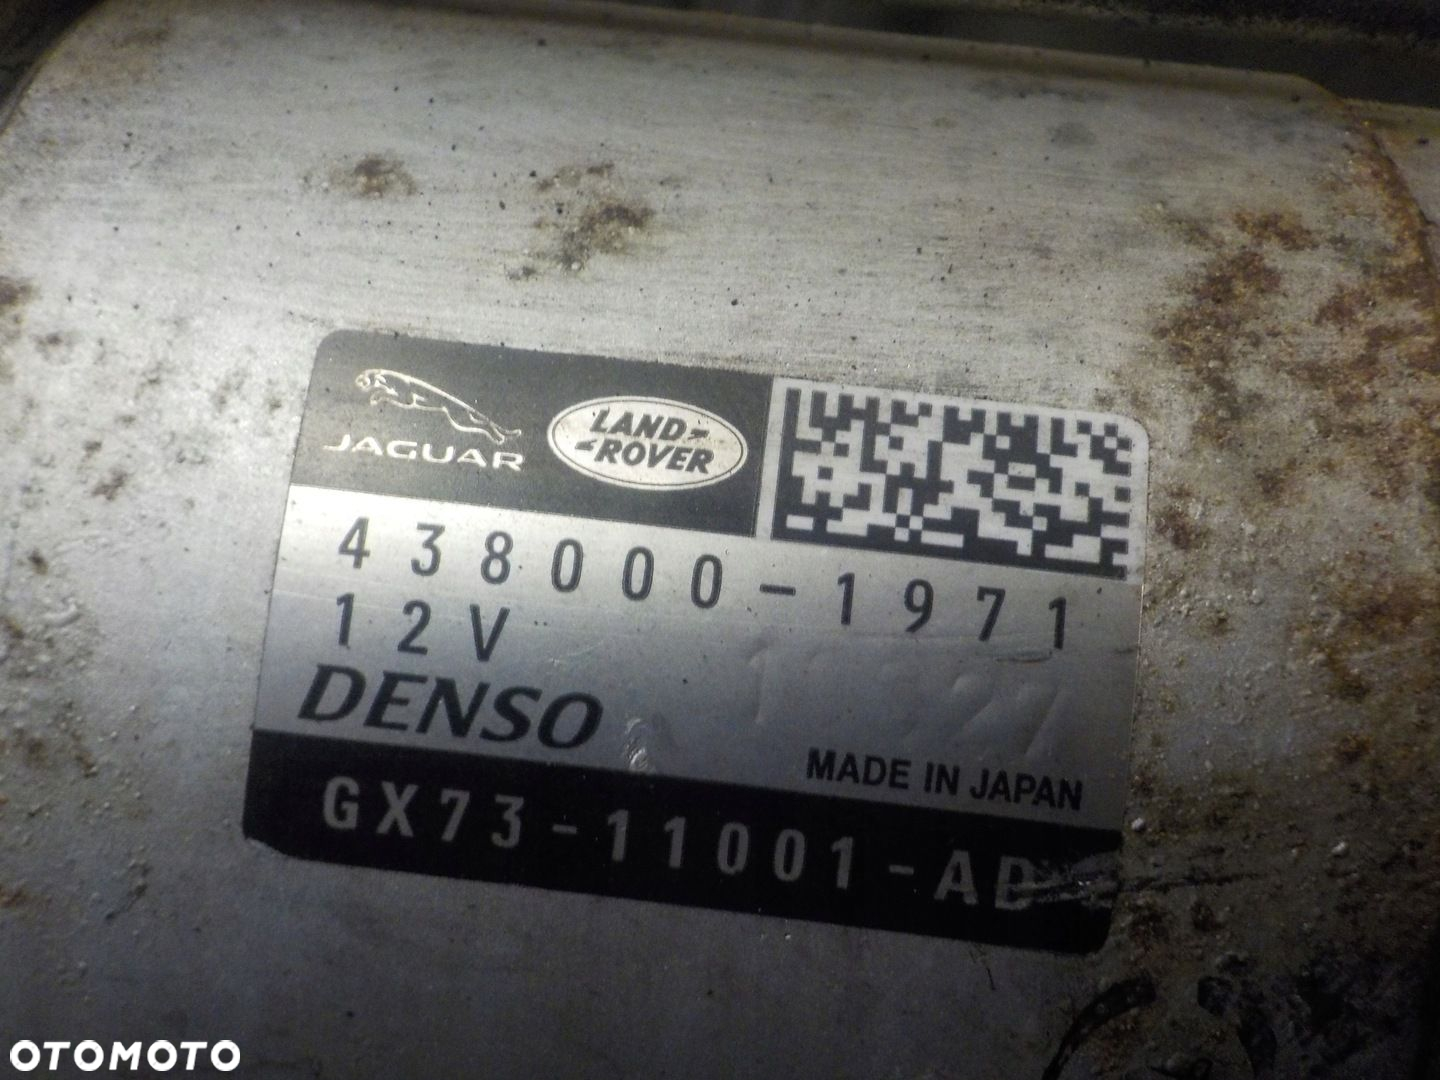 JAGUAR
LAND
ROVER
438000-1971
12V
DENSO
MADE IN JAPAN
GX73-11001-AD
OTOMOTO